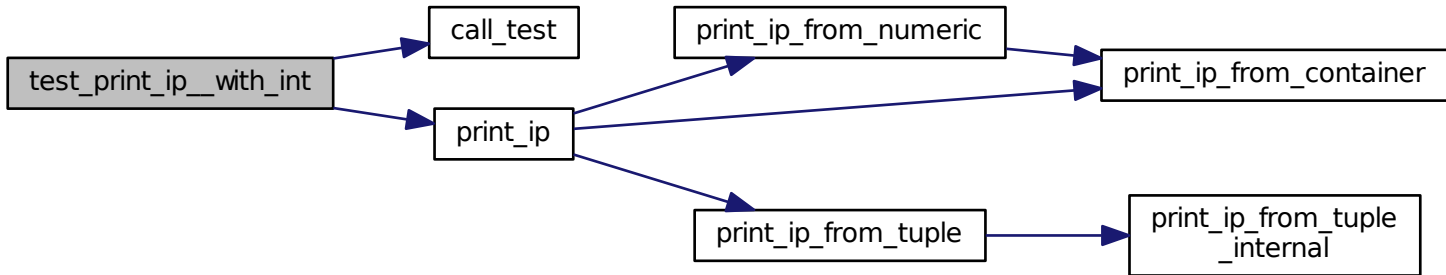 test_print_ip__with_int
call_test
print_ip
print_ip_from_numeric
print_ip_from_container
print_ip_from_tuple
print_ip_from_tuple
_internal